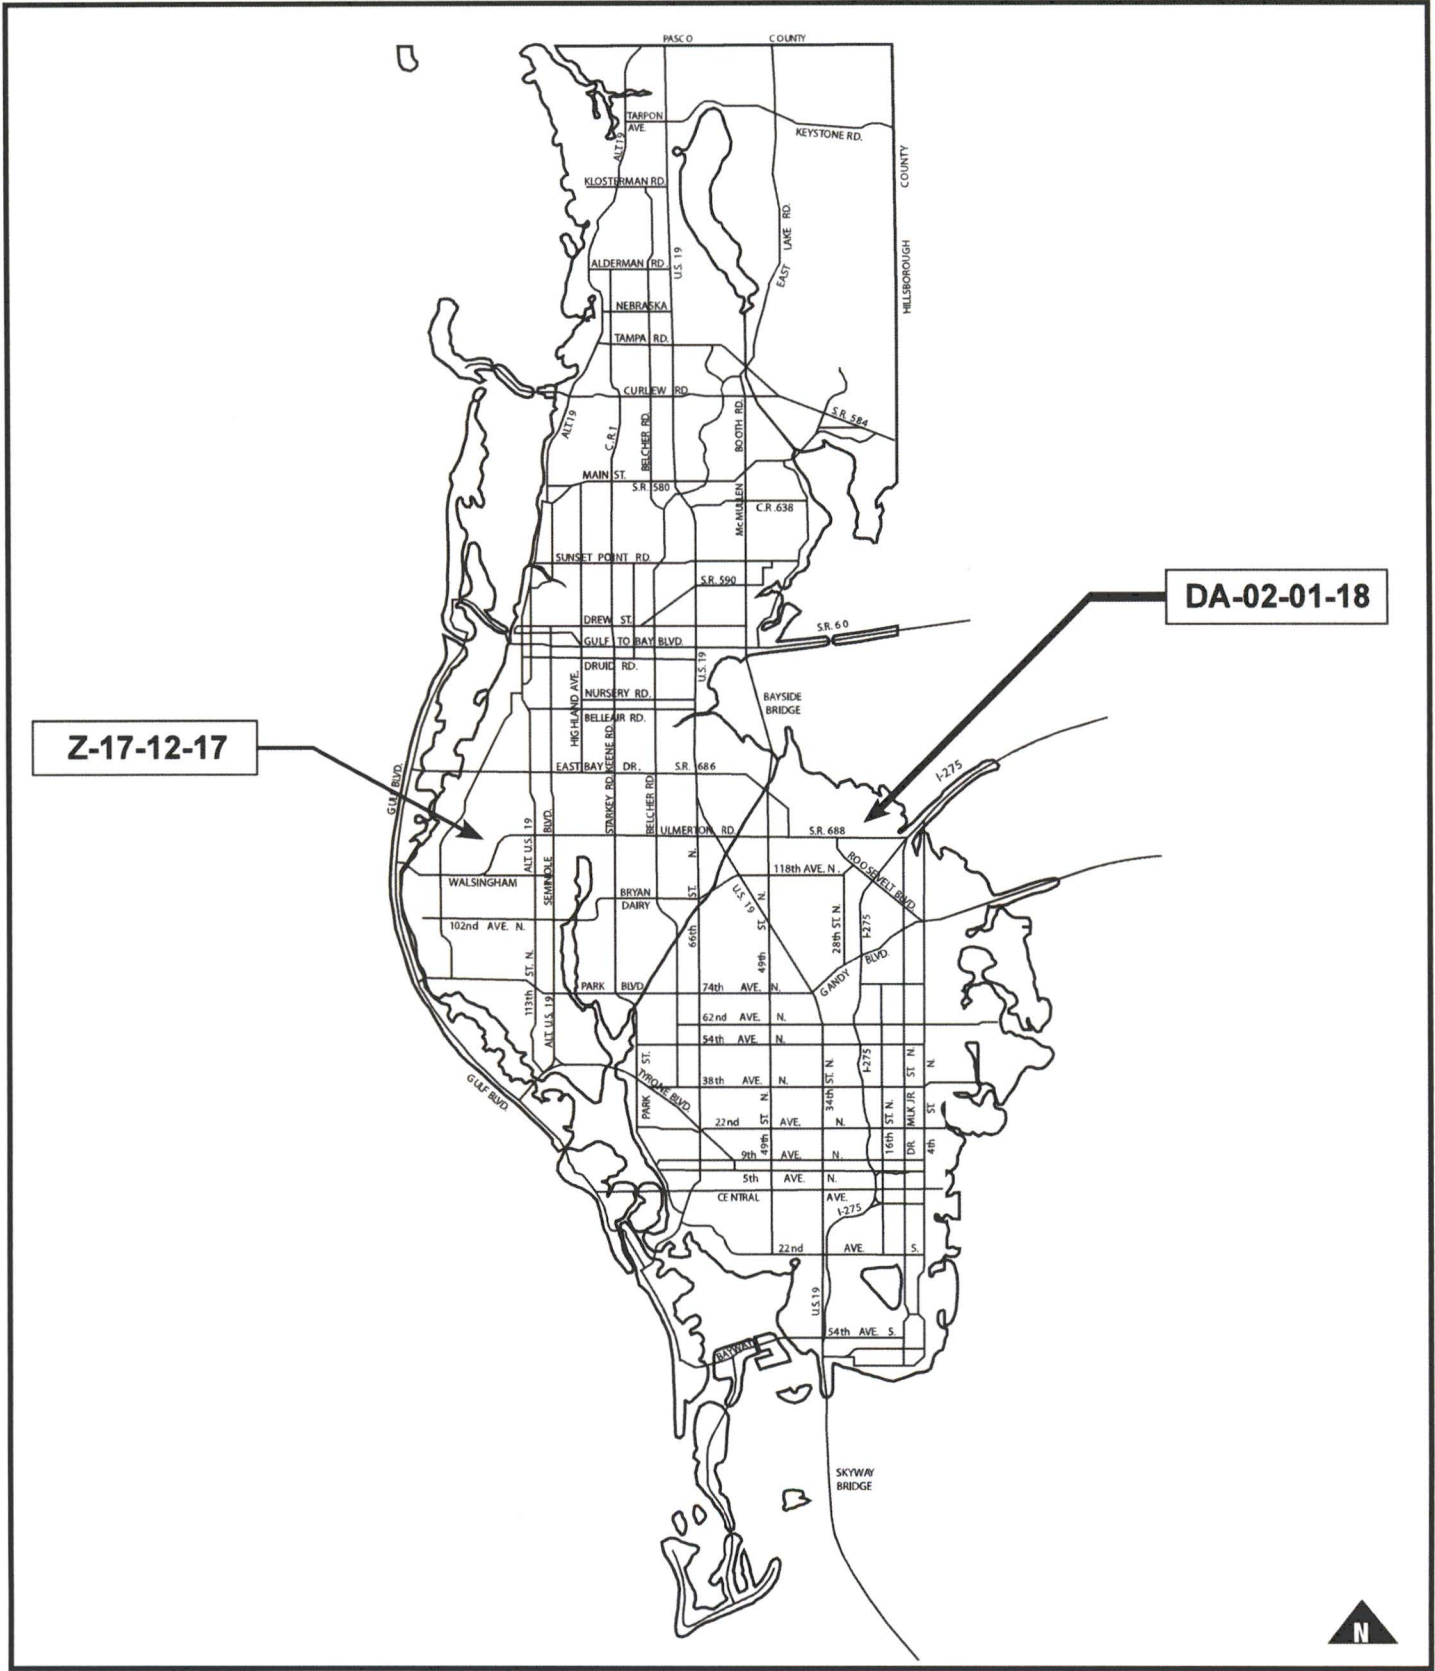 PASCO COUNTY
TARPON
AVE.
KEYSTONE RD.
ALT 19
COUNTY
HILLSBOROUGH
KLOSTERMAN RD.
EAST LAKE RD.
U.S. 19
ALDERMAN RD.
NEBRASKA
TAMPA RD.
CURLEW RD.
S.R. 584
ALT 19
C.R.1
BELCHER RD.
McMULLEN BOOTH RD.
MAIN ST.
S.R. 580
C.R.638
SUNSET POINT RD.
S.R. 590
DA-02-01-18
DREW ST.
S.R. 60
GULF TO BAY BLVD.
DRUID RD.
U.S. 19
NURSERY RD.
BAYSIDE
BRIDGE
HIGHLAND AVE.
BELLEAIR RD.
Z-17-12-17
STARKEY RD.
KEENE RD.
EAST BAY DR. S.R. 686
I-275
GULF BLVD.
BELCHER RD.
ALT U.S. 19
SEMINOLE BLVD.
ULMERTON RD.
S.R. 688
118th AVE. N.
ROOSEVELT BLVD.
WALSINGHAM
BRYAN
DAIRY
U.S. 19
66th ST. N.
49th ST. N.
28th ST. N.
I-275
102nd AVE. N.
GANDY BLVD.
113th ST. N.
ALT U.S. 19
PARK BLVD.
74th AVE. N.
62nd AVE. N.
54th AVE. N.
I-275
PARK ST.
TYRONE BLVD.
38th AVE. N.
34th ST. N.
GULF BLVD.
49th ST. N.
16th ST. N.
DR. MLK JR ST. N.
4th ST. N.
22nd AVE. N.
9th AVE. N.
5th AVE. N.
CENTRAL AVE.
I-275
22nd AVE. S.
U.S.19
54th AVE. S.
BAYWAY
SKYWAY
BRIDGE
N